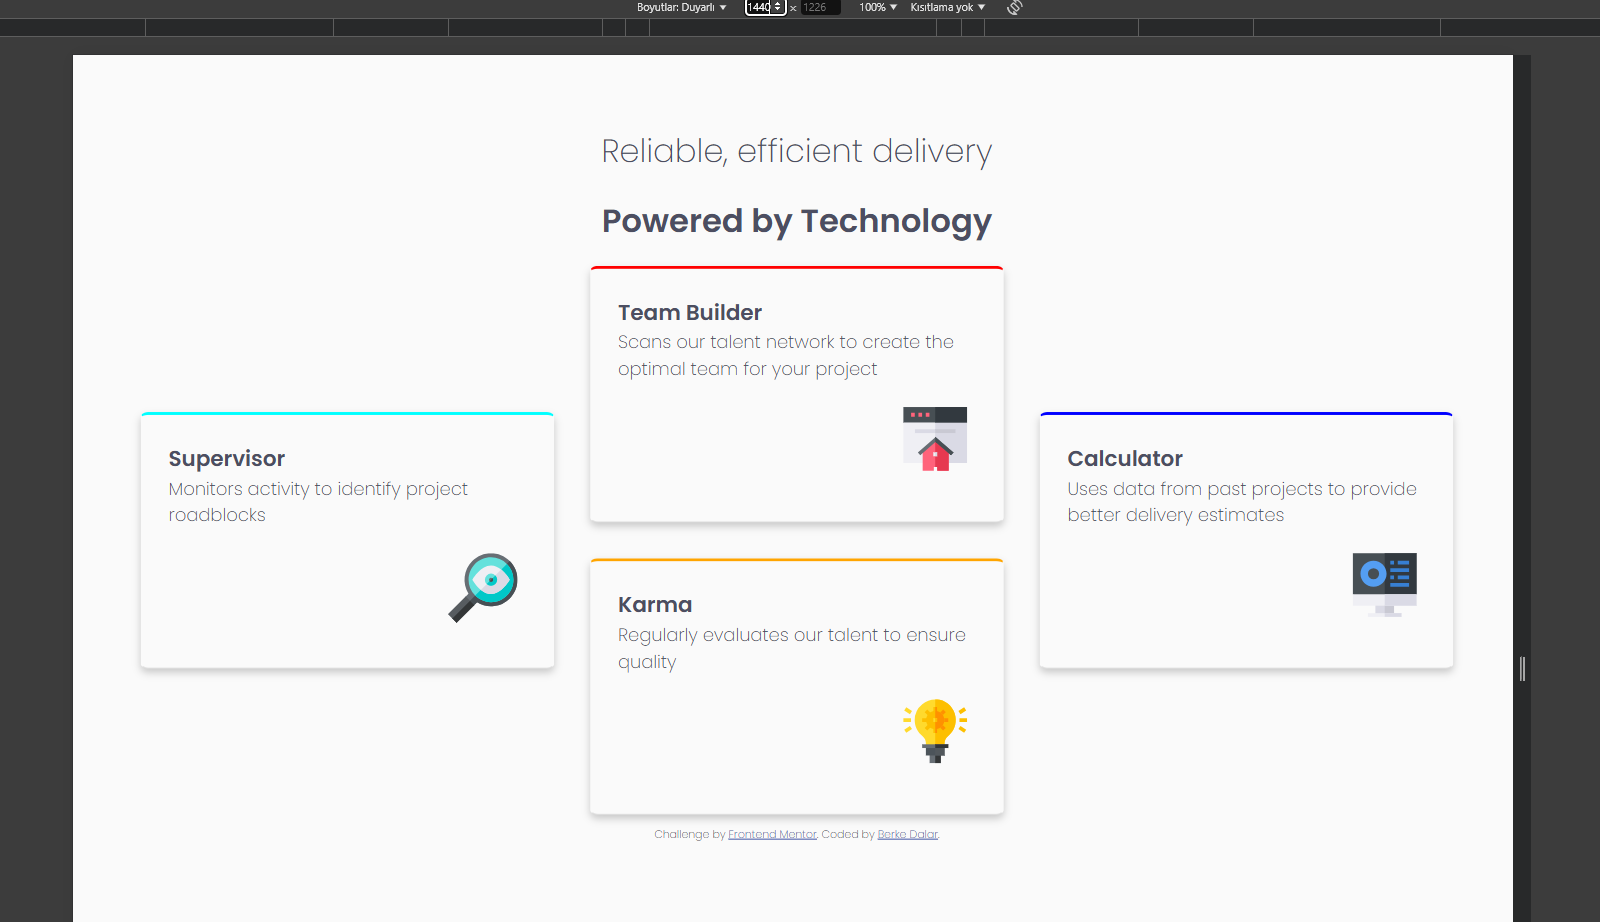 Boyutlar: Duyarlı 1440 × 1226 100% Kısıtlama yok
Reliable, efficient delivery
Powered by Technology
Team Builder
Scans our talent network to create the
optimal team for your project
Supervisor
Monitors activity to identify project
roadblocks
Calculator
Uses data from past projects to provide
better delivery estimates
Karma
Regularly evaluates our talent to ensure
quality
Challenge by Frontend Mentor. Coded by Berke Dalar.